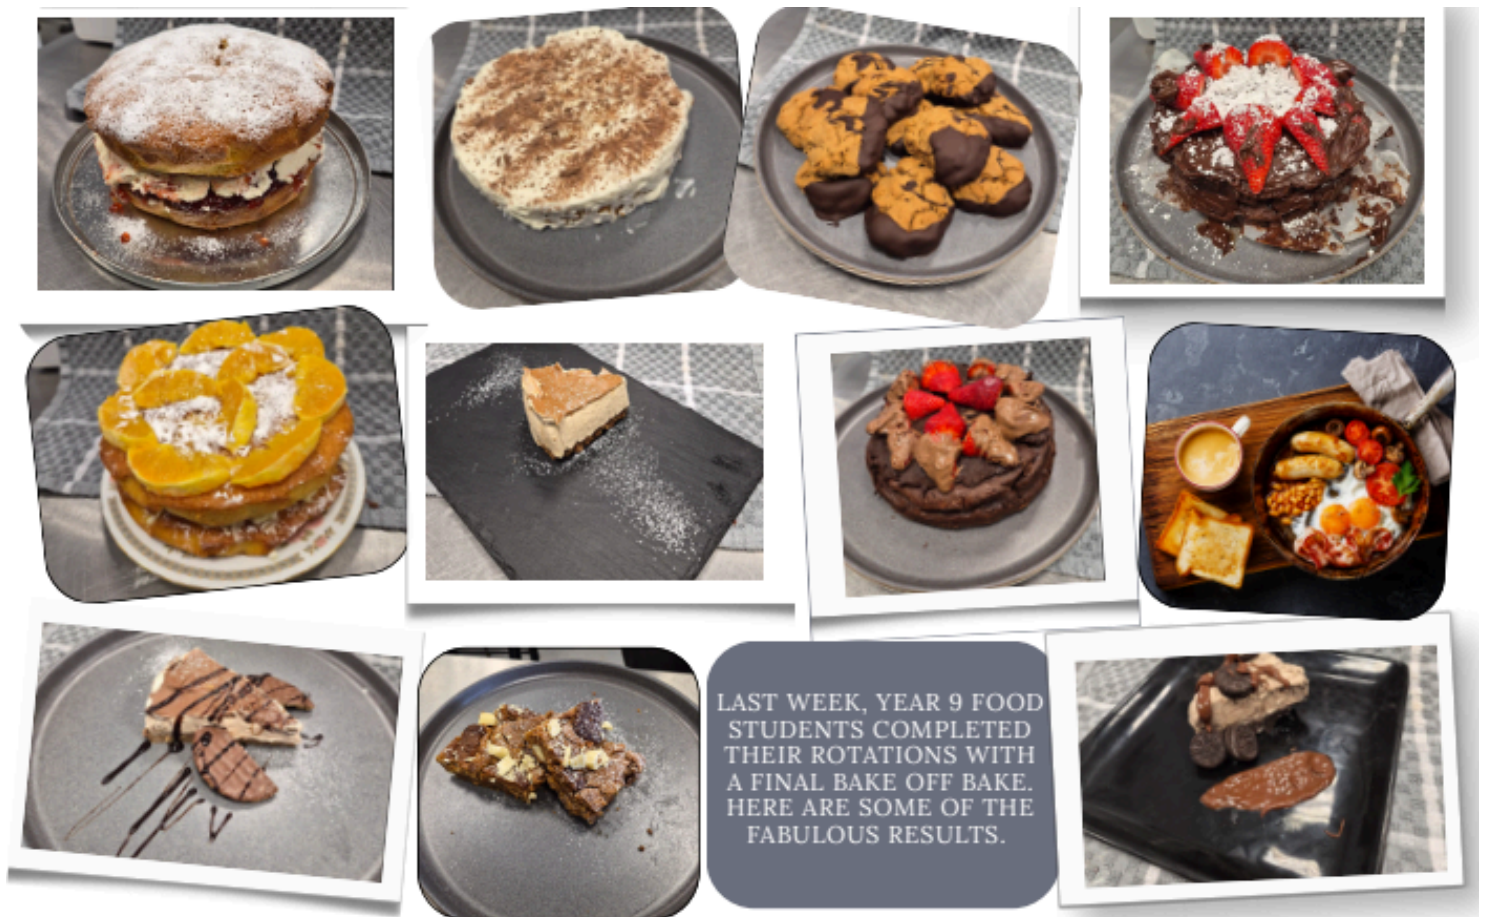 LAST WEEK, YEAR 9 FOOD
STUDENTS COMPLETED
THEIR ROTATIONS WITH
A FINAL BAKE OFF BAKE.
HERE ARE SOME OF THE
FABULOUS RESULTS.